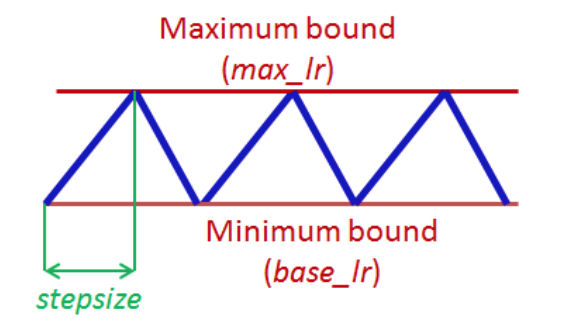 Maximum bound
(max_lr)
Minimum bound
(base_lr)
stepsize